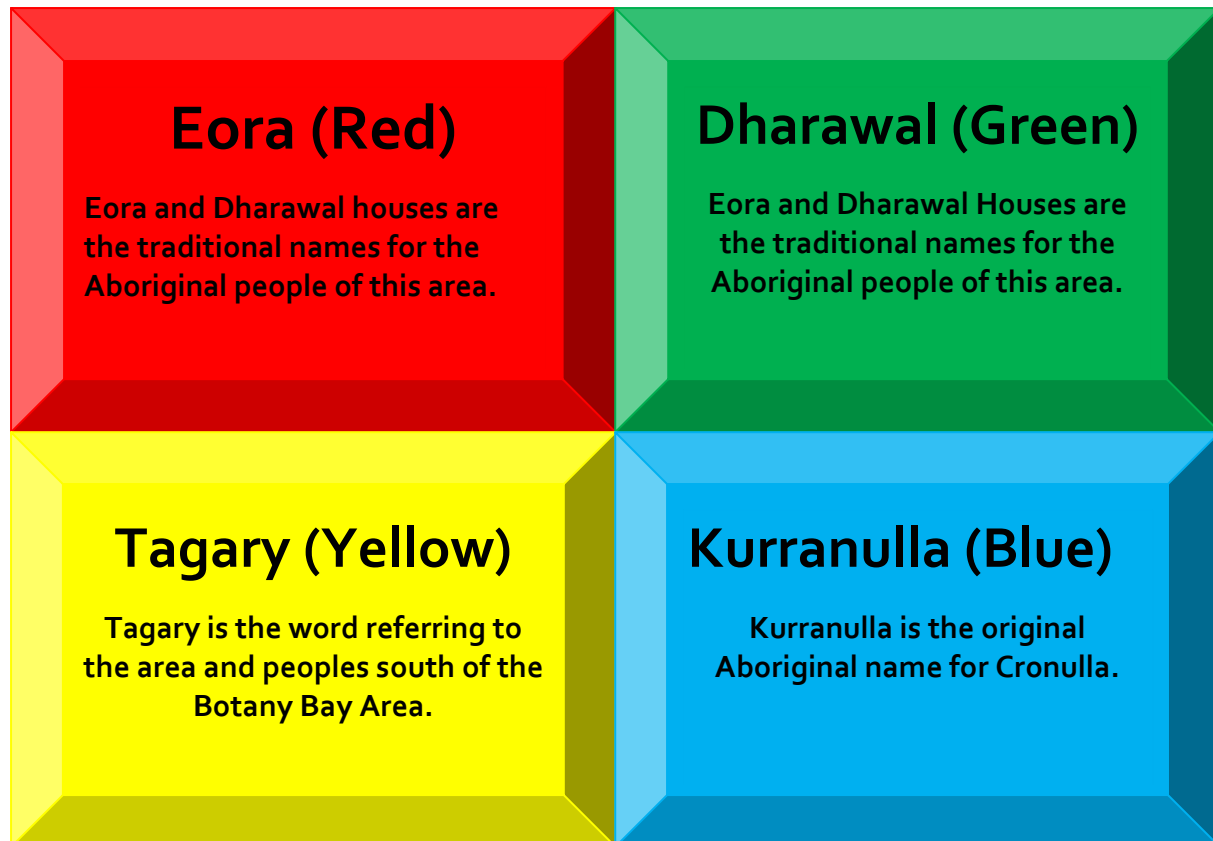 Eora (Red)
Eora and Dharawal houses are
the traditional names for the
Aboriginal people of this area.
Dharawal (Green)
Eora and Dharawal Houses are
the traditional names for the
Aboriginal people of this area.
Tagary (Yellow)
Tagary is the word referring to
the area and peoples south of the
Botany Bay Area.
Kurranulla (Blue)
Kurranulla is the original
Aboriginal name for Cronulla.